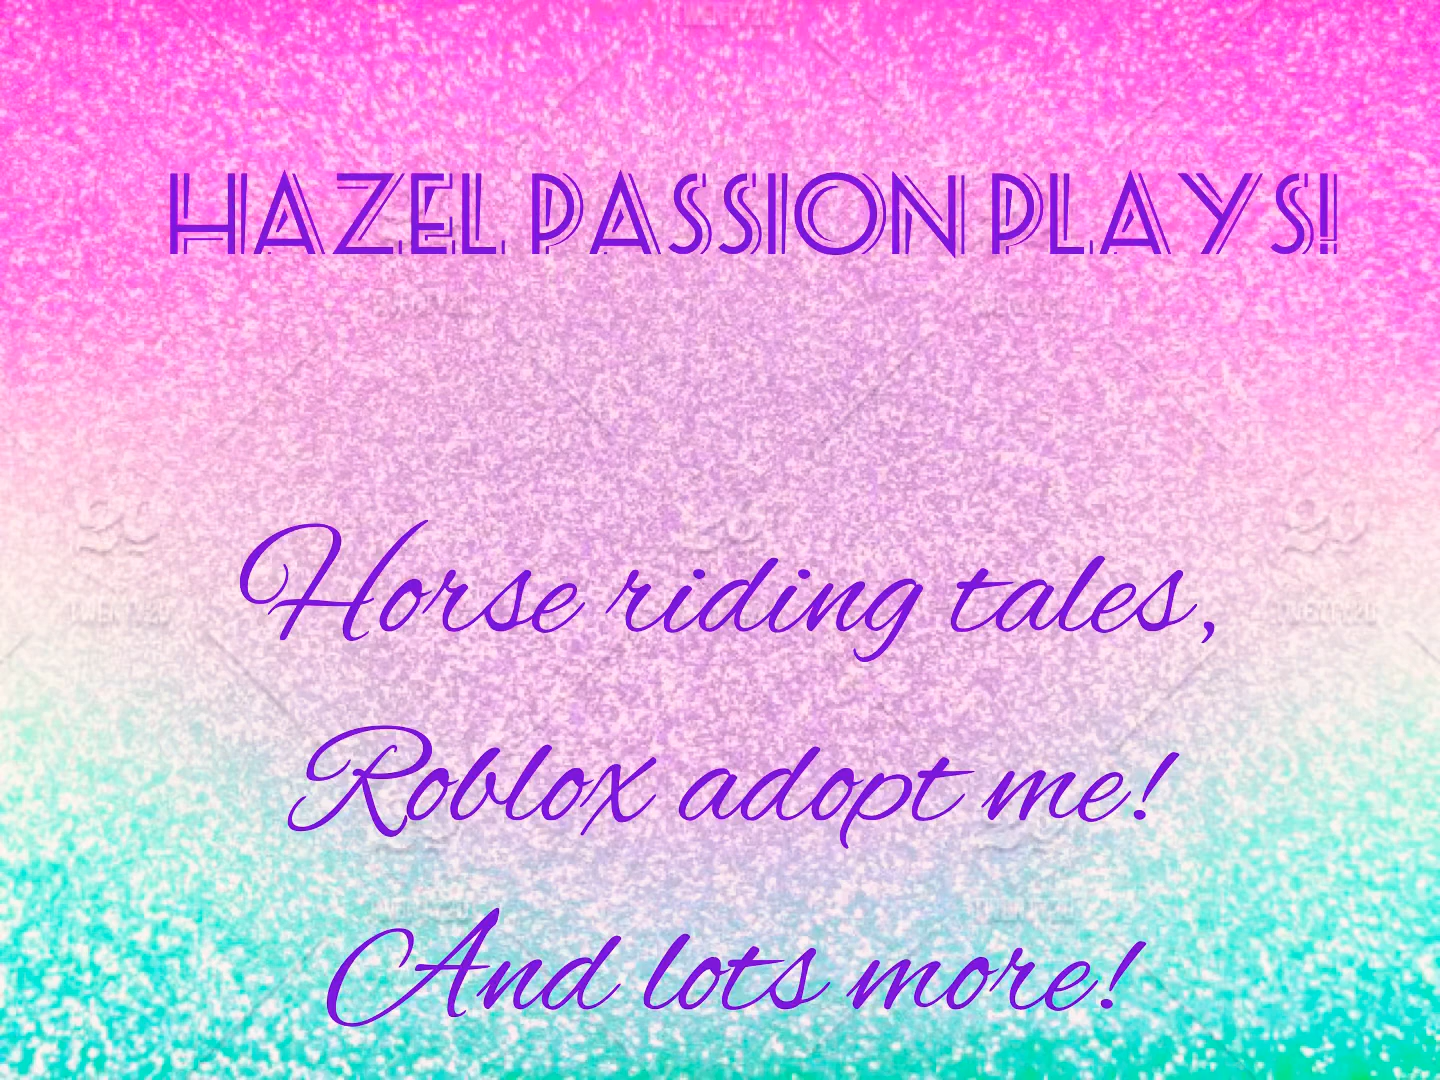 HAZEL PASSION PLAYS!
Horse riding tales,
Roblox adopt me!
And lots more!